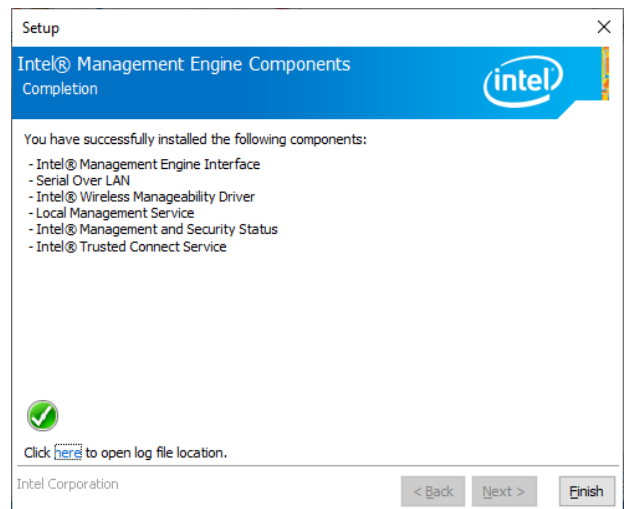 Setup
Intel® Management Engine Components
Completion
intel
You have successfully installed the following components:
- Intel® Management Engine Interface
- Serial Over LAN
- Intel® Wireless Manageability Driver
- Local Management Service
- Intel® Management and Security Status
- Intel® Trusted Connect Service
Click here to open log file location.
Intel Corporation
< Back Next > Finish